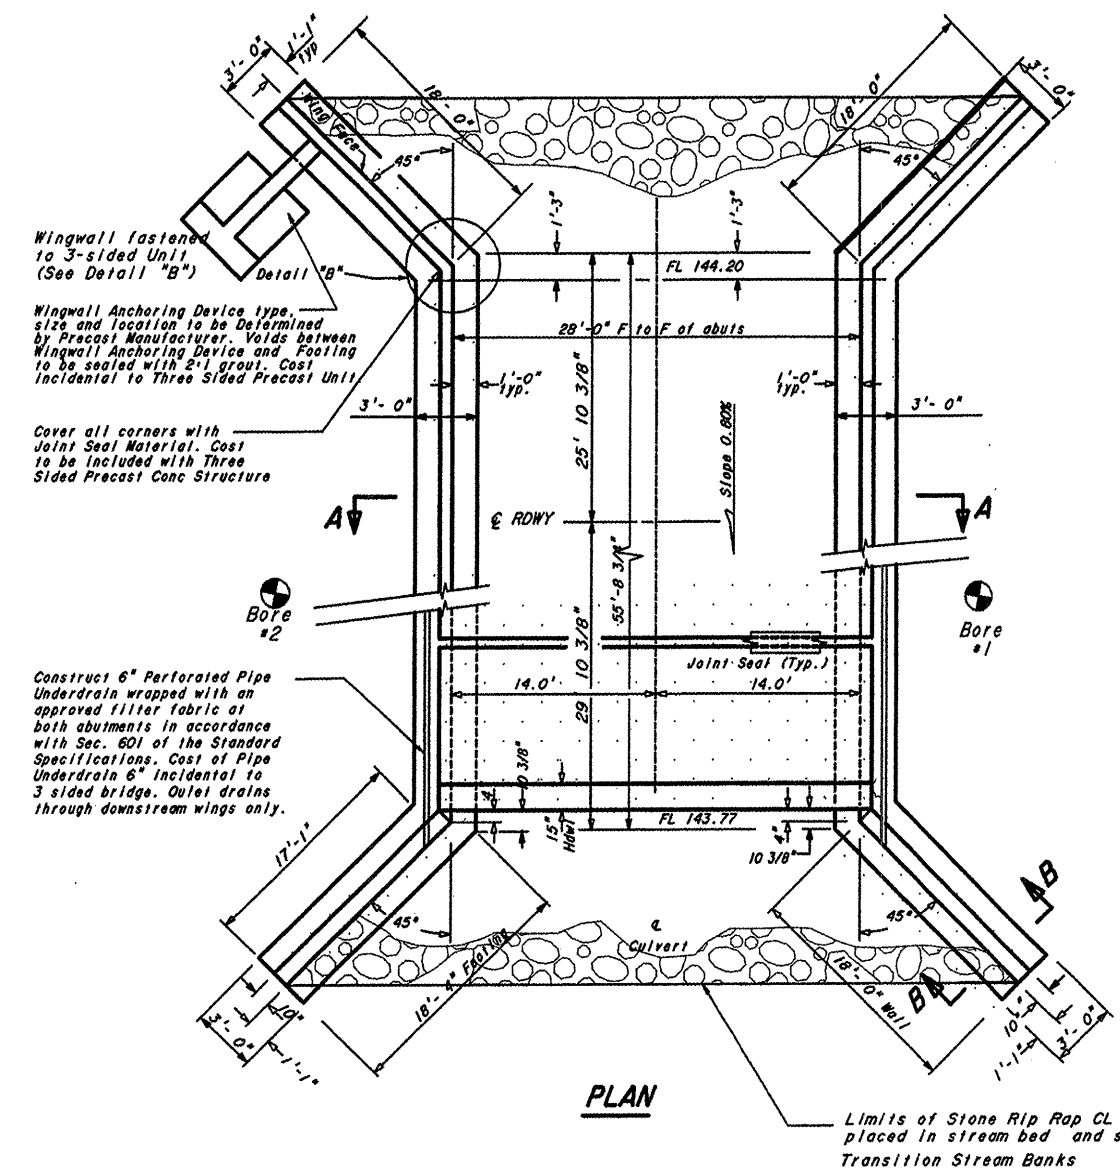 1'-1"
typ
3'-0"
18'-0"
Wing Face
45°
18'-0"
3'-0"
45°
1'-3"
1'-3"
Wingwall fastened
to 3-sided Unit
(See Detail "B")
Detail "B"
FL 144.20
Wingwall Anchoring Device type,
size and location to be Determined
by Precast Manufacturer. Voids between
Wingwall Anchoring Device and Footing
to be sealed with 2:1 grout. Cost
incidental to Three Sided Precast Unit.
28'-0" F to F of abuts
1'-0"
typ.
1'-0"
typ.
3'- 0"
3'- 0"
25' 10 3/8"
Slope 0.80%
Cover all corners with
Joint Seal Material. Cost
to be included with Three
Sided Precast Conc Structure
A
A
℄ RDWY
55'-8 3/4"
Bore
#2
Bore
#1
29' 10 3/8"
Joint Seal (Typ.)
14.0'
14.0'
Construct 6" Perforated Pipe
Underdrain wrapped with an
approved filter fabric at
both abutments in accordance
with Sec. 601 of the Standard
Specifications. Cost of Pipe
Underdrain 6" incidental to
3 sided bridge. Oulet drains
through downstream wings only.
10 3/8"
4
15"
Hdwl
FL 143.77
4"
10 3/8"
17'-1"
45°
45°
B
℄
Culvert
18'- 4" Footing
18'-0" Wall
B
10"
3'- 0"
1'-1"
10"
3'-0"
1'-1"
PLAN
Limits of Stone Rip Rap CL
placed in stream bed and s
Transition Stream Banks